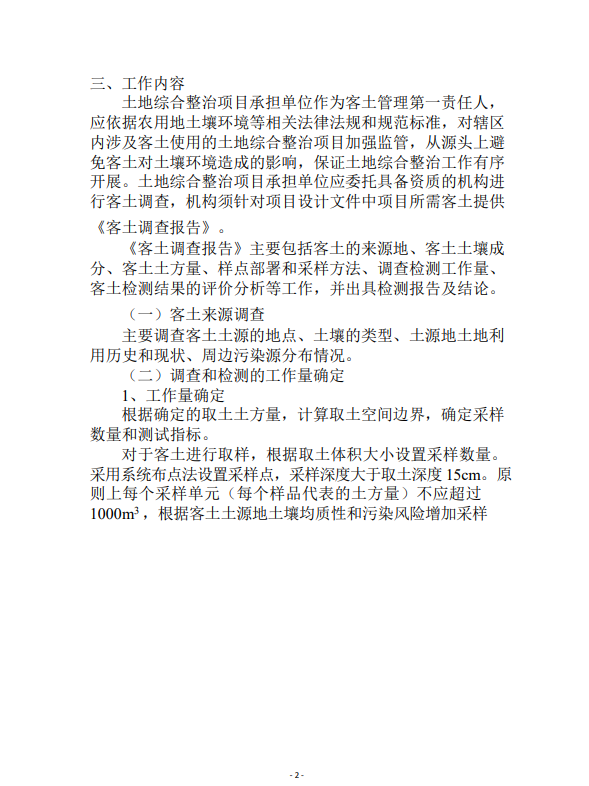 三、工作内容
土地综合整治项目承担单位作为客土管理第一责任人，
应依据农用地土壤环境等相关法律法规和规范标准，对辖区
内涉及客土使用的土地综合整治项目加强监管，从源头上避
免客土对土壤环境造成的影响，保证土地综合整治工作有序
开展。土地综合整治项目承担单位应委托具备资质的机构进
行客土调查，机构须针对项目设计文件中项目所需客土提供
《客土调查报告》。
《客土调查报告》主要包括客土的来源地、客土土壤成
分、客土土方量、样点部署和采样方法、调查检测工作量、
客土检测结果的评价分析等工作，并出具检测报告及结论。
（一）客土来源调查
主要调查客土土源的地点、土壤的类型、土源地土地利
用历史和现状、周边污染源分布情况。
（二）调查和检测的工作量确定
1、工作量确定
根据确定的取土土方量，计算取土空间边界，确定采样
数量和测试指标。
对于客土进行取样，根据取土体积大小设置采样数量。
采用系统布点法设置采样点，采样深度大于取土深度 15cm。原
则上每个采样单元（每个样品代表的土方量）不应超过
1000m³，根据客土土源地土壤均质性和污染风险增加采样
- 2 -